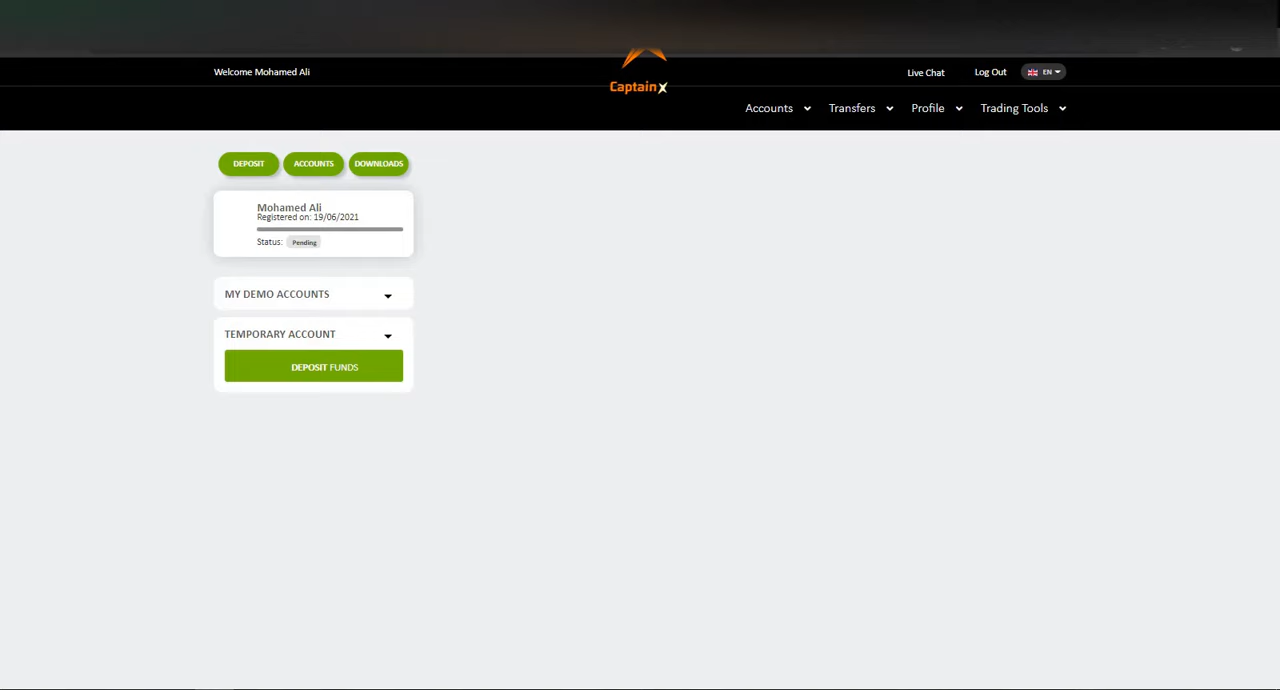 Welcome Mohamed Ali
Live Chat
Log Out
EN
CaptainX
Accounts
Transfers
Profile
Trading Tools
DEPOSIT
ACCOUNTS
DOWNLOADS
Mohamed Ali
Registered on: 19/06/2021
Status: Pending
MY DEMO ACCOUNTS
TEMPORARY ACCOUNT
DEPOSIT FUNDS